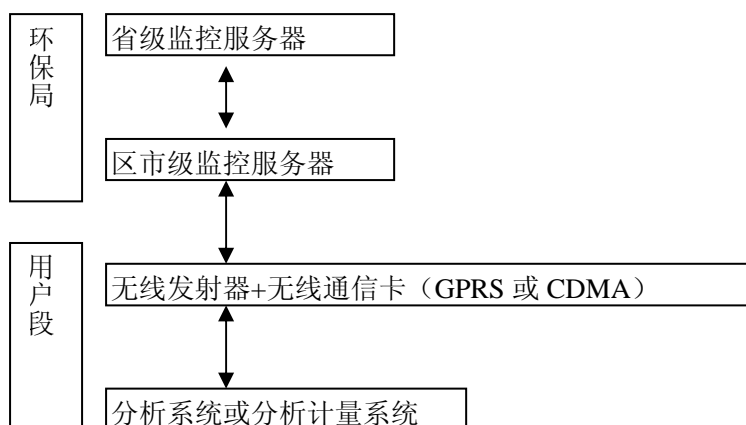 环保局
省级监控服务器
区市级监控服务器
用户段
无线发射器+无线通信卡（GPRS 或 CDMA）
分析系统或分析计量系统